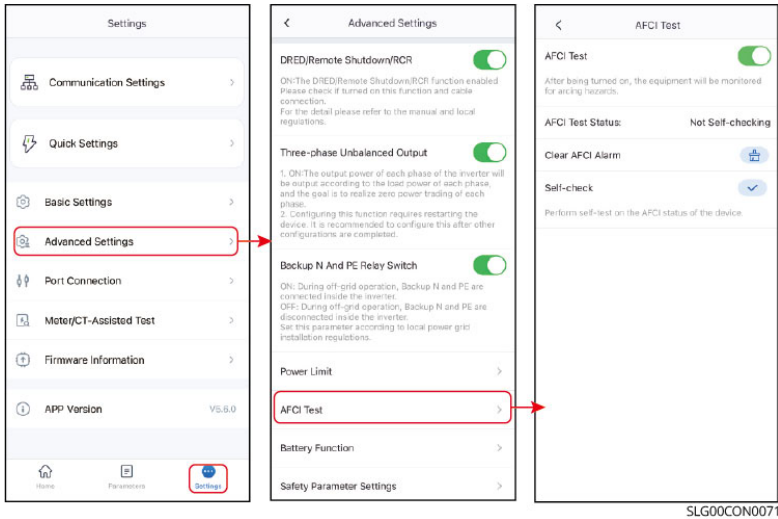 Settings
Communication Settings
Quick Settings
Basic Settings
Advanced Settings
Port Connection
Meter/CT-Assisted Test
Firmware Information
APP Version V5.6.0
Home Parameters Settings
Advanced Settings
DRED/Remote Shutdown/RCR
ON:The DRED/Remote Shutdown/RCR function enabled
Please check if turned on this function and cable
connection.
For the detail please refer to the manual and local
regulations.
Three-phase Unbalanced Output
1. ON:The output power of each phase of the inverter will
be output according to the load power of each phase,
and the goal is to realize zero power trading of each
phase.
2. Configuring this function requires restarting the
device. It is recommended to configure this after other
configurations are completed.
Backup N And PE Relay Switch
ON: During off-grid operation, Backup N and PE are
connected inside the inverter.
OFF: During off-grid operation, Backup N and PE are
disconnected inside the inverter.
Set this parameter according to local power grid
installation regulations.
Power Limit
AFCI Test
Battery Function
Safety Parameter Settings
AFCI Test
AFCI Test
After being turned on, the equipment will be monitored
for arcing hazards.
AFCI Test Status: Not Self-checking
Clear AFCI Alarm
Self-check
Perform self-test on the AFCI status of the device
SLG00CON0071